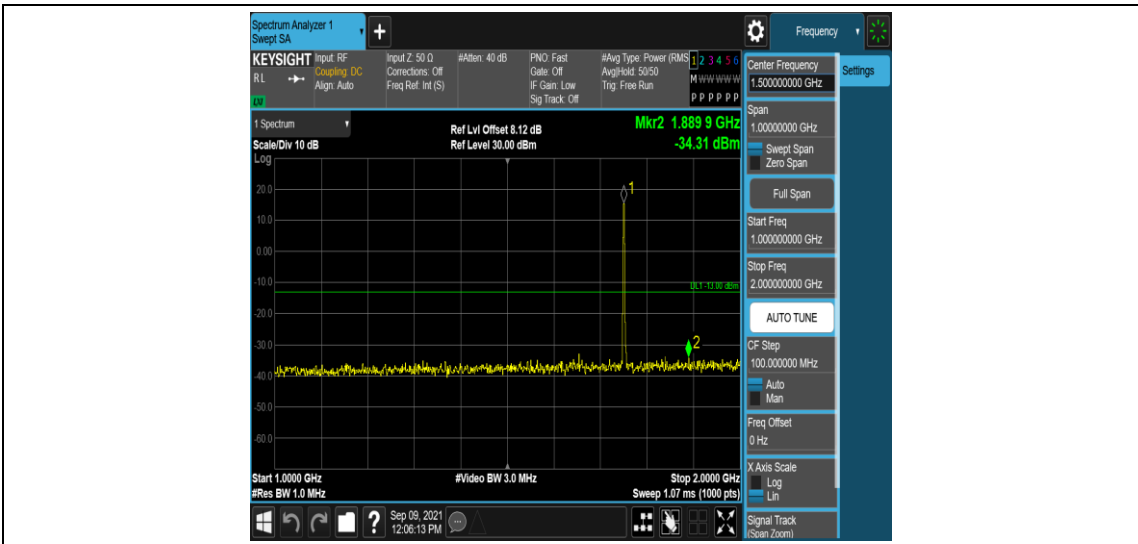 Spectrum Analyzer 1
Swept SA
Frequency
KEYSIGHT
RL
LXI
Input: RF
Coupling: DC
Align: Auto
Input Z: 50 Ω
Corrections: Off
Freq Ref: Int (S)
#Atten: 40 dB
PNO: Fast
Gate: Off
IF Gain: Low
Sig Track: Off
#Avg Type: Power (RMS
Avg|Hold: 50/50
Trig: Free Run
1 2 3 4 5 6
M W W W W W
P P P P P P
1 Spectrum
Scale/Div 10 dB
Log
Ref Lvl Offset 8.12 dB
Ref Level 30.00 dBm
Mkr2 1.889 9 GHz
-34.31 dBm
20.0
10.0
0.00
-10.0
-20.0
-30.0
-40.0
-50.0
-60.0
1
DL1 -13.00 dBm
2
Start 1.0000 GHz
#Res BW 1.0 MHz
#Video BW 3.0 MHz
Stop 2.0000 GHz
Sweep 1.07 ms (1000 pts)
?
Sep 09, 2021
12:06:13 PM
Center Frequency
1.500000000 GHz
Settings
Span
1.00000000 GHz
Swept Span
Zero Span
Full Span
Start Freq
1.000000000 GHz
Stop Freq
2.000000000 GHz
AUTO TUNE
CF Step
100.000000 MHz
Auto
Man
Freq Offset
0 Hz
X Axis Scale
Log
Lin
Signal Track
(Span Zoom)